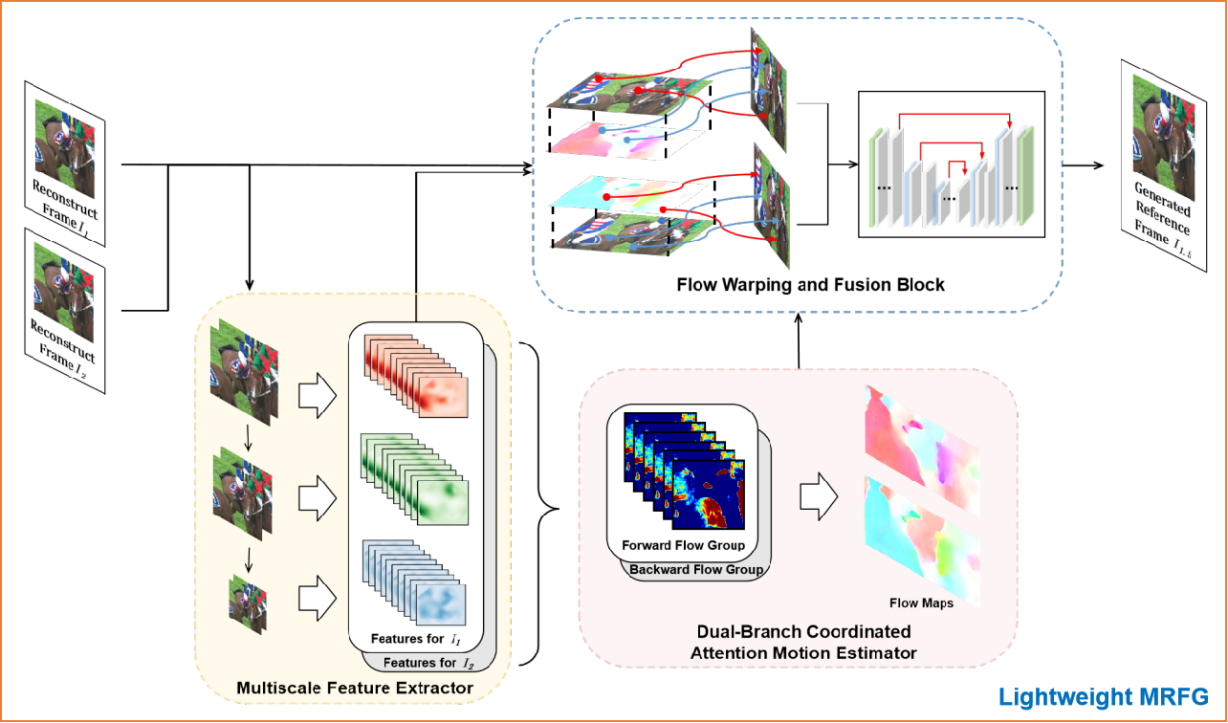 Reconstruct
Frame I₁
Reconstruct
Frame I₂
Flow Warping and Fusion Block
Generated
Reference
Frame I₁.₅
Features for I₁
Features for I₂
Multiscale Feature Extractor
Forward Flow Group
Backward Flow Group
Flow Maps
Dual-Branch Coordinated
Attention Motion Estimator
Lightweight MRFG